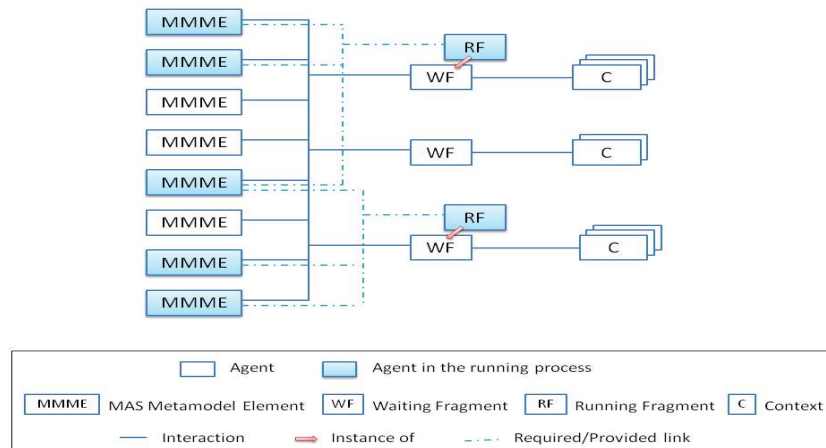 MMME
RF
MMME
WF
C
MMME
MMME
WF
C
MMME
MMME
RF
WF
C
MMME
MMME
Agent
Agent in the running process
MMME MAS Metamodel Element WF Waiting Fragment RF Running Fragment C Context
Interaction Instance of Required/Provided link